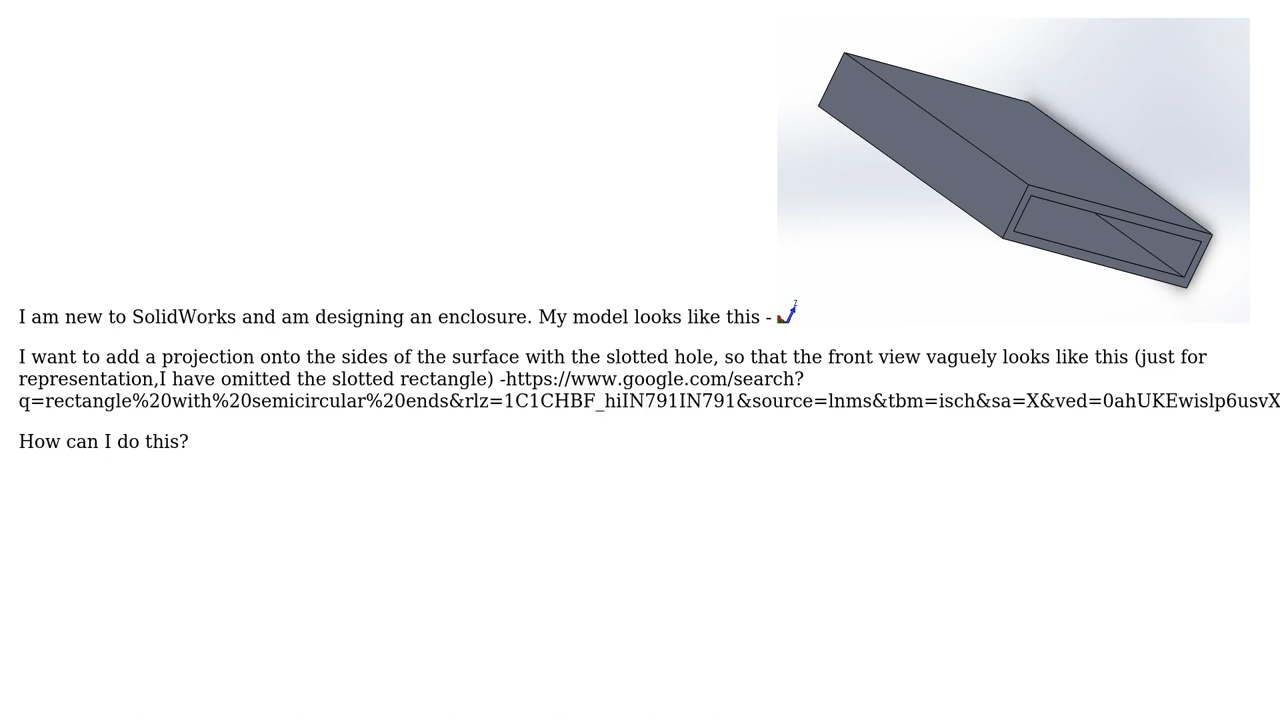 I am new to SolidWorks and am designing an enclosure. My model looks like this -
Z
I want to add a projection onto the sides of the surface with the slotted hole, so that the front view vaguely looks like this (just for
representation,I have omitted the slotted rectangle) -https://www.google.com/search?
q=rectangle%20with%20semicircular%20ends&rlz=1C1CHBF_hiIN791IN791&source=lnms&tbm=isch&sa=X&ved=0ahUKEwislp6usvX
How can I do this?